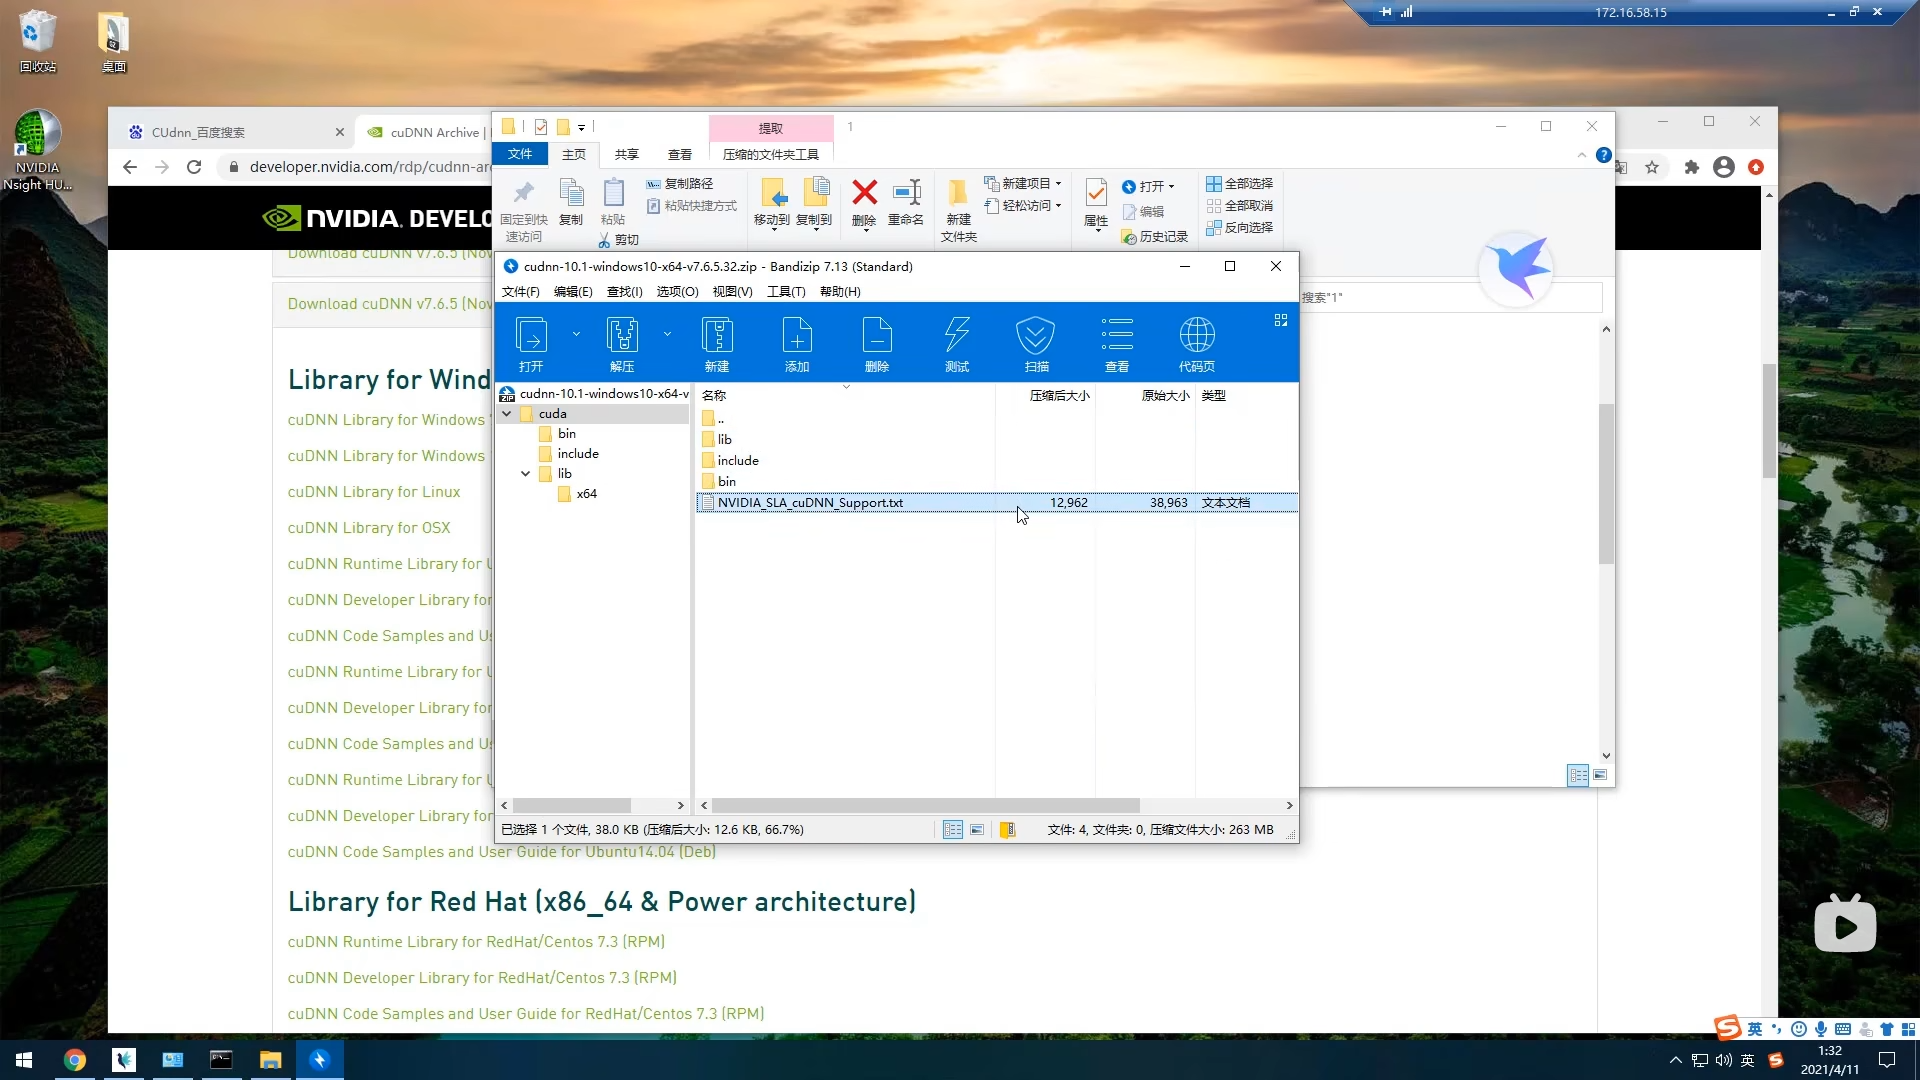 172.16.58.15
回收站
桌面
NVIDIA
Nsight HU...
CUdnn_百度搜索
cuDNN Archive |
developer.nvidia.com/rdp/cudnn-ar
NVIDIA. DEVELO
提取
1
文件
主页
共享
查看
压缩的文件夹工具
固定到快
速访问
复制
粘贴
复制路径
粘贴快捷方式
剪切
移动到
复制到
删除
重命名
新建
文件夹
新建项目
轻松访问
属性
打开
编辑
历史记录
全部选择
全部取消
反向选择
搜索"1"
cudnn-10.1-windows10-x64-v7.6.5.32.zip - Bandizip 7.13 (Standard)
文件(F) 编辑(E) 查找(I) 选项(O) 视图(V) 工具(T) 帮助(H)
打开
解压
新建
添加
删除
测试
扫描
查看
代码页
cudnn-10.1-windows10-x64-v
cuda
bin
include
lib
x64
名称 压缩后大小 原始大小 类型
..
lib
include
bin
NVIDIA_SLA_cuDNN_Support.txt 12,962 38,963 文本文档
已选择 1 个文件, 38.0 KB (压缩后大小: 12.6 KB, 66.7%)
文件: 4, 文件夹: 0, 压缩文件大小: 263 MB
Download cuDNN v7.6.5 (Nov
Download cuDNN v7.6.5 (Nov
Library for Wind
cuDNN Library for Windows
cuDNN Library for Windows
cuDNN Library for Linux
cuDNN Library for OSX
cuDNN Runtime Library for U
cuDNN Developer Library for
cuDNN Code Samples and Us
cuDNN Runtime Library for U
cuDNN Developer Library for
cuDNN Code Samples and Us
cuDNN Runtime Library for U
cuDNN Developer Library for
cuDNN Code Samples and User Guide for Ubuntu14.04 (Deb)
Library for Red Hat (x86_64 & Power architecture)
cuDNN Runtime Library for RedHat/Centos 7.3 (RPM)
cuDNN Developer Library for RedHat/Centos 7.3 (RPM)
cuDNN Code Samples and User Guide for RedHat/Centos 7.3 (RPM)
英
英
1:32
2021/4/11